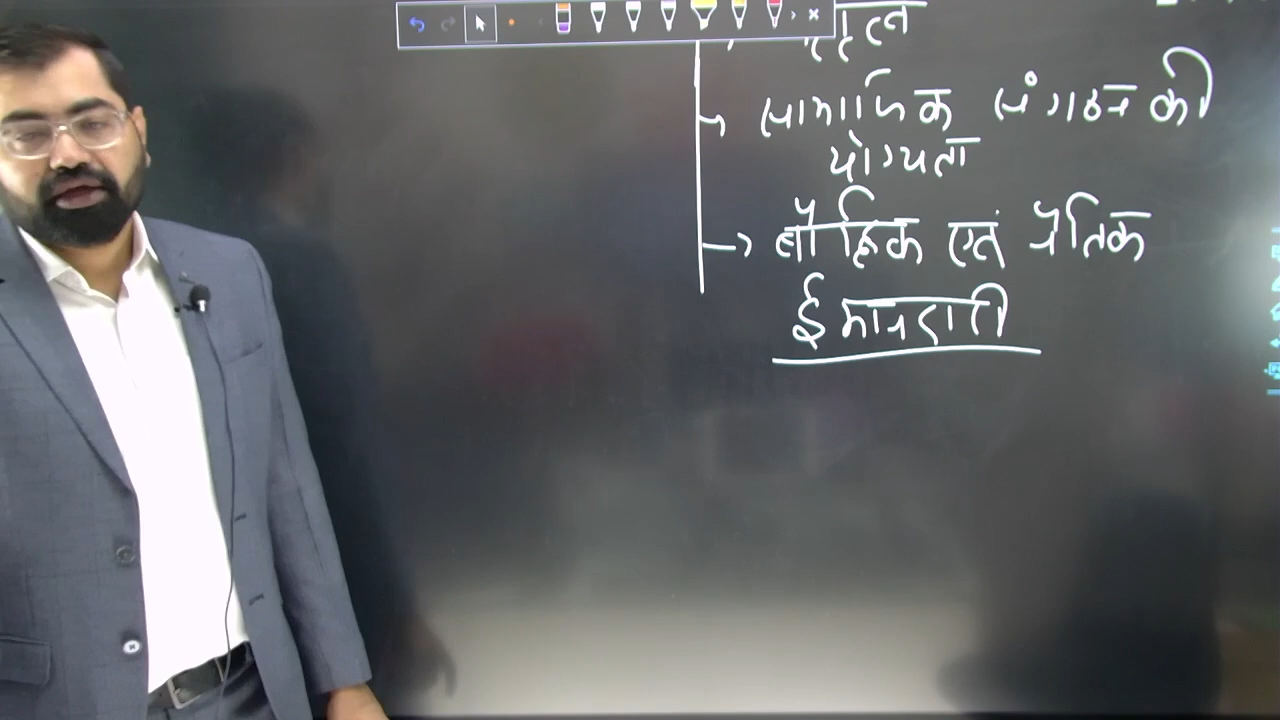 सामाजिक संगठन की
योग्यता
बौद्धिक एवं नैतिक
ईमानदारी